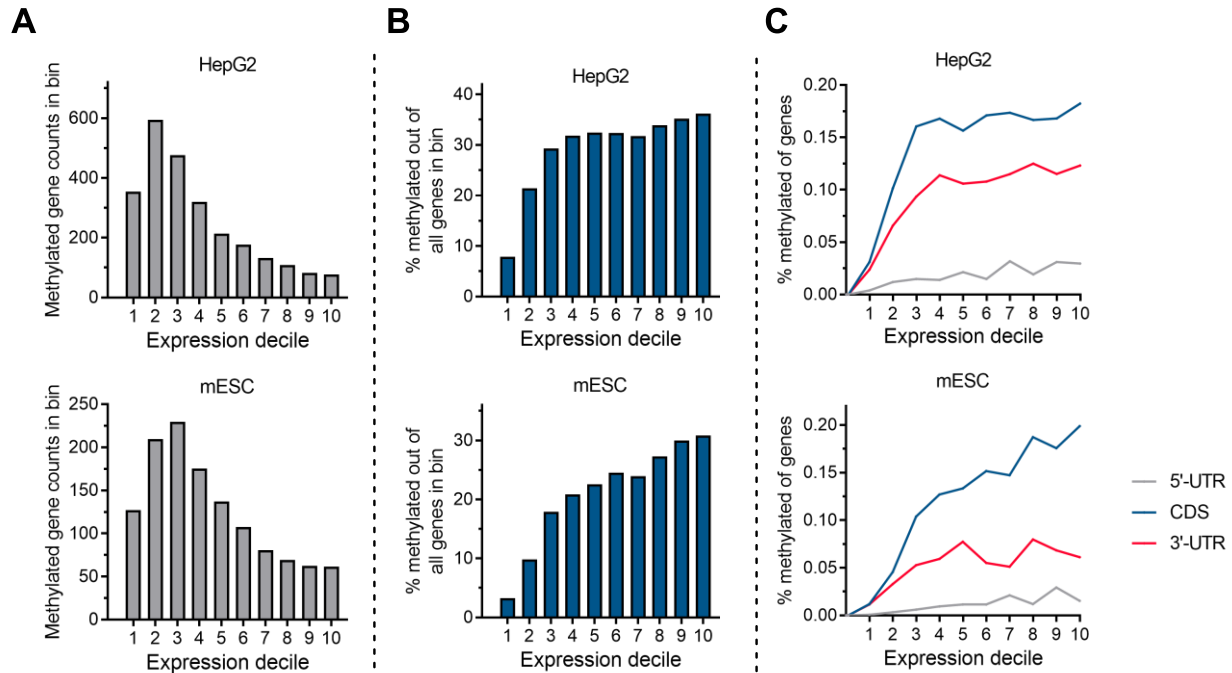 A
HepG2
Methylated gene counts in bin
600
400
200
0
1 2 3 4 5 6 7 8 9 10
Expression decile
mESC
Methylated gene counts in bin
250
200
150
100
50
0
1 2 3 4 5 6 7 8 9 10
Expression decile
B
HepG2
% methylated out of
all genes in bin
40
30
20
10
0
1 2 3 4 5 6 7 8 9 10
Expression decile
mESC
% methylated out of
all genes in bin
30
20
10
0
1 2 3 4 5 6 7 8 9 10
Expression decile
C
HepG2
% methylated of genes
0.20
0.15
0.10
0.05
0.00
1 2 3 4 5 6 7 8 9 10
Expression decile
mESC
% methylated of genes
0.20
0.15
0.10
0.05
0.00
1 2 3 4 5 6 7 8 9 10
Expression decile
5'-UTR
CDS
3'-UTR